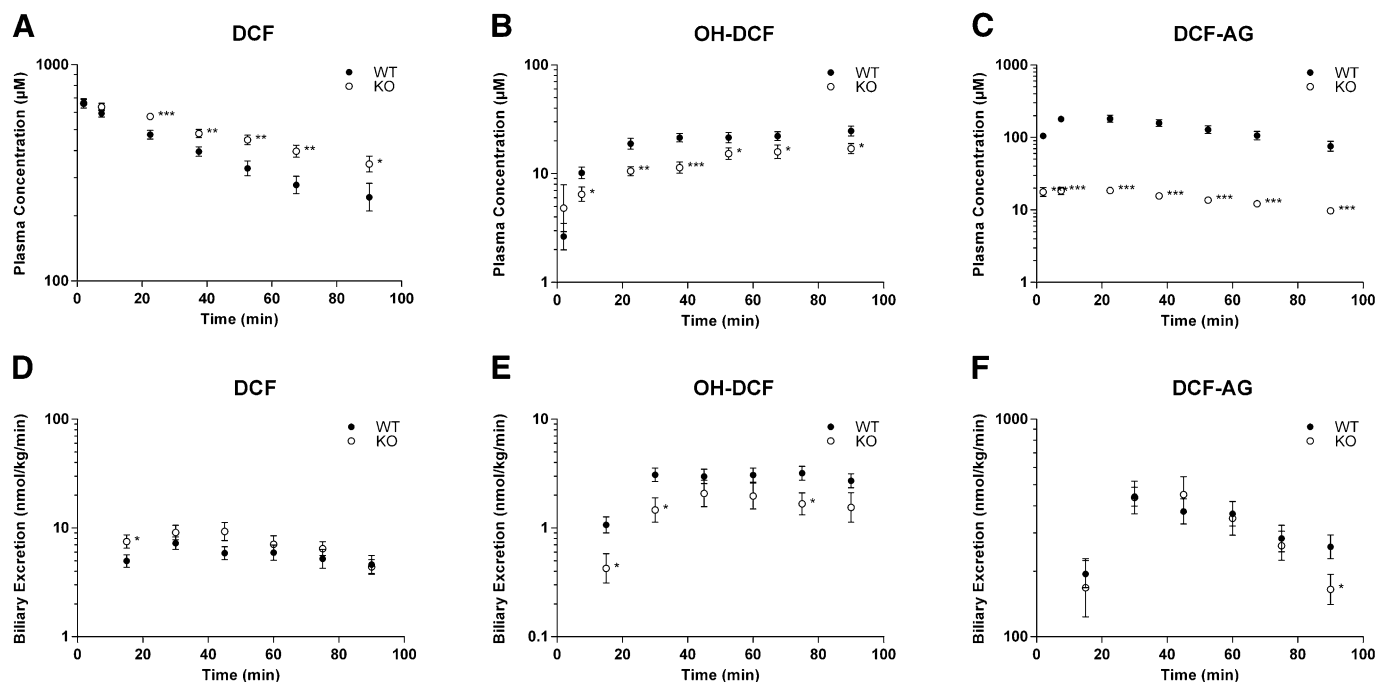 A
DCF
Plasma Concentration (µM)
1000
100
WT
KO
***
**
**
**
*
0 20 40 60 80 100
Time (min)
B
OH-DCF
Plasma Concentration (µM)
100
10
1
WT
KO
*
**
***
*
*
*
0 20 40 60 80 100
Time (min)
C
DCF-AG
Plasma Concentration (µM)
1000
100
10
1
WT
KO
***
***
***
***
***
***
***
0 20 40 60 80 100
Time (min)
D
DCF
Biliary Excretion (nmol/kg/min)
100
10
1
WT
KO
*
0 20 40 60 80 100
Time (min)
E
OH-DCF
Biliary Excretion (nmol/kg/min)
10
1
0.1
WT
KO
*
*
*
0 20 40 60 80 100
Time (min)
F
DCF-AG
Biliary Excretion (nmol/kg/min)
1000
100
WT
KO
*
0 20 40 60 80 100
Time (min)